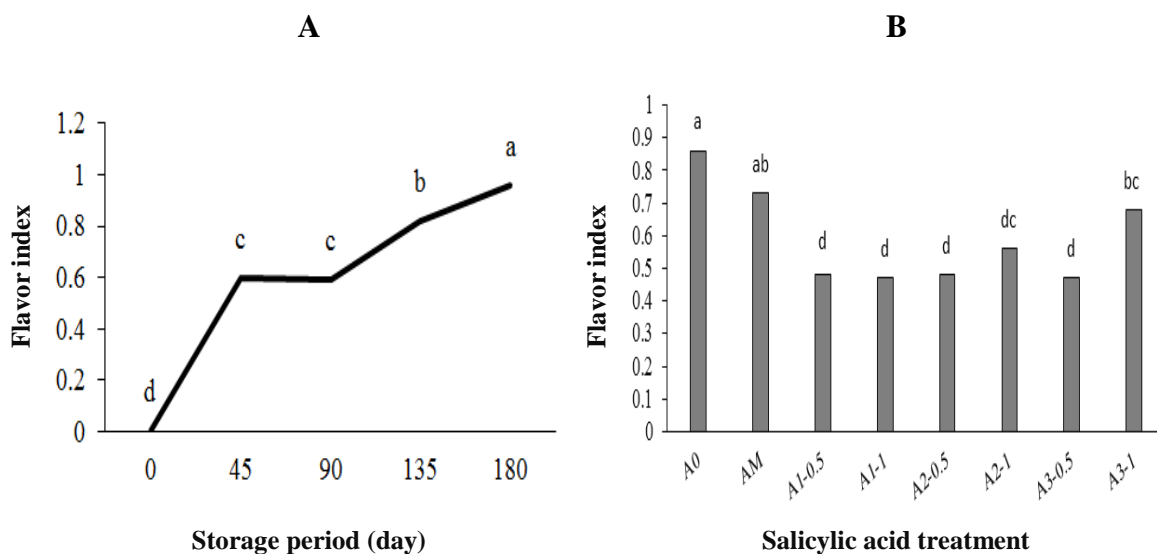 A
B
Flavor index
1.2
1
0.8
0.6
0.4
0.2
0
d
c
c
b
a
0 45 90 135 180
Storage period (day)
Flavor index
1
0.9
0.8
0.7
0.6
0.5
0.4
0.3
0.2
0.1
0
a
ab
d
d
d
dc
d
bc
A0 AM A1-0.5 A1-1 A2-0.5 A2-1 A3-0.5 A3-1
Salicylic acid treatment